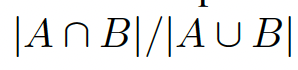 |A ∩ B|/|A ∪ B|